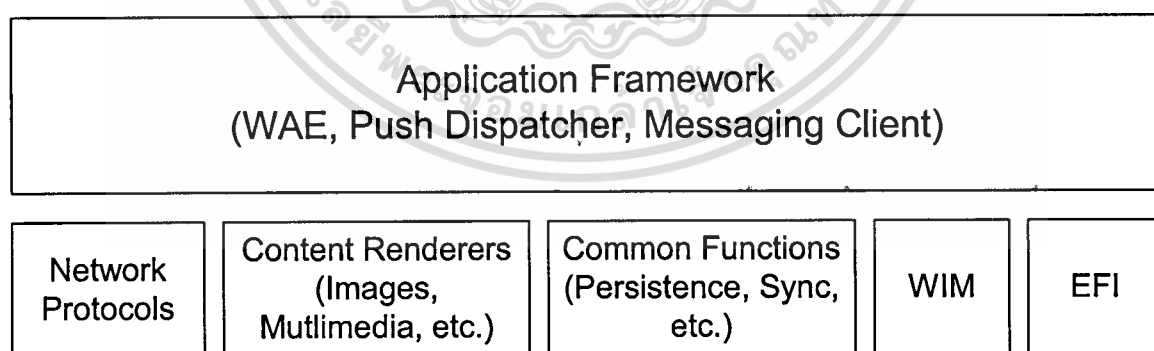 Application Framework
(WAE, Push Dispatcher, Messaging Client)
Network
Protocols
Content Renderers
(Images,
Mutlimedia, etc.)
Common Functions
(Persistence, Sync,
etc.)
WIM
EFI